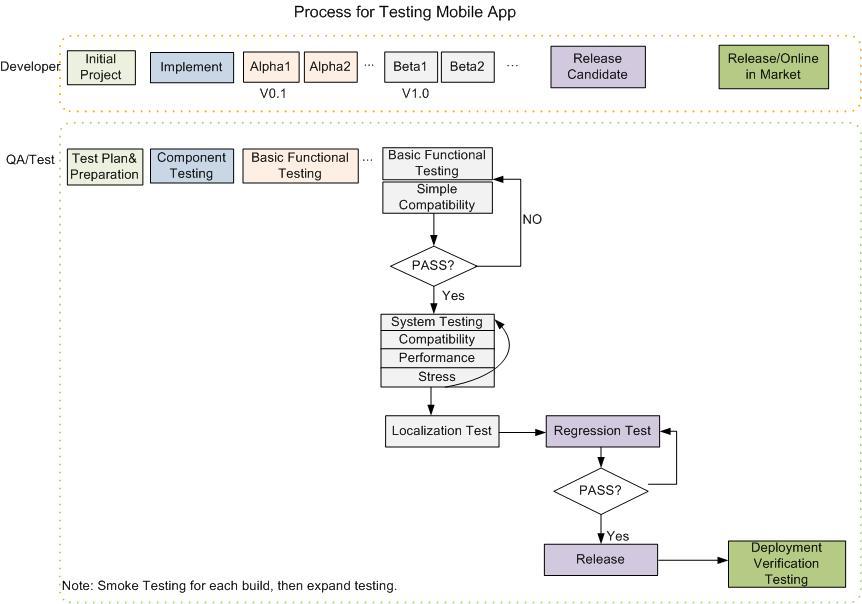 Process for Testing Mobile App
Developer
Initial
Project
Implement
Alpha1
Alpha2
...
Beta1
Beta2
...
Release
Candidate
Release/Online
in Market
V0.1
V1.0
QA/Test
Test Plan&
Preparation
Component
Testing
Basic Functional
Testing
...
Basic Functional
Testing
Simple
Compatibility
NO
PASS?
Yes
System Testing
Compatibility
Performance
Stress
Localization Test
Regression Test
PASS?
Yes
Release
Deployment
Verification
Testing
Note: Smoke Testing for each build, then expand testing.